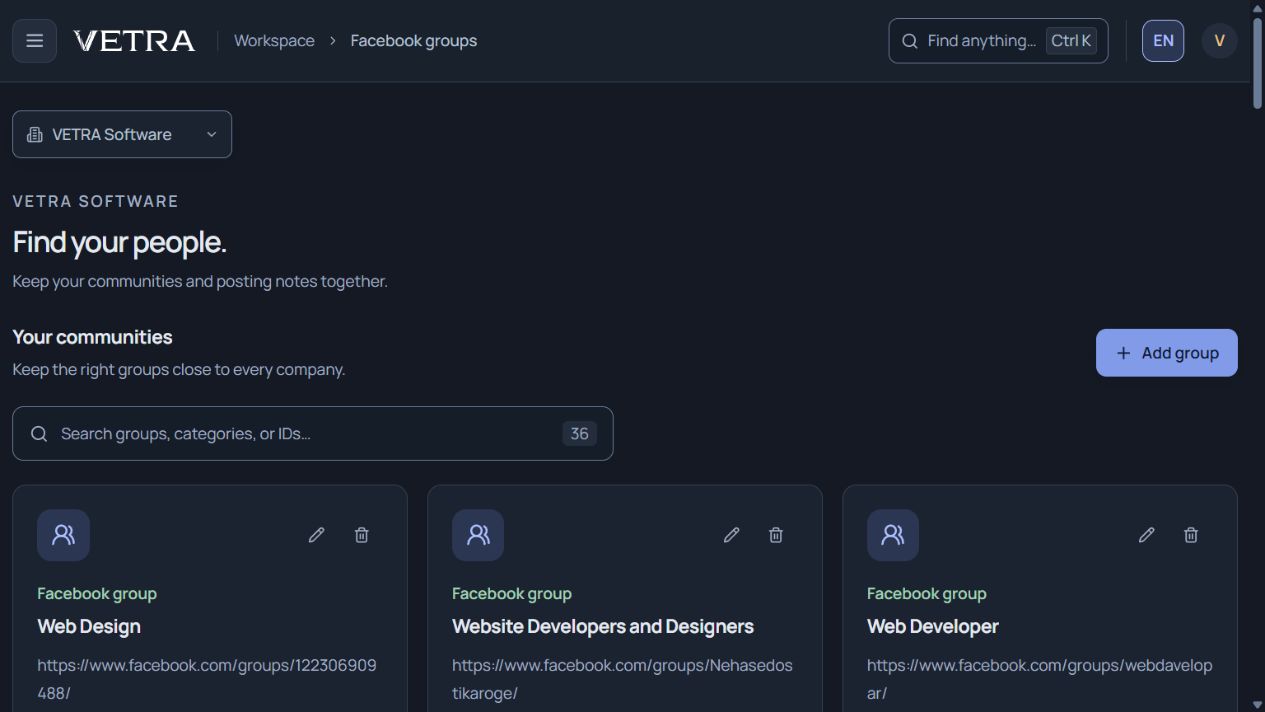 VETRA
Workspace > Facebook groups
Find anything... Ctrl K
EN
V
VETRA Software
VETRA SOFTWARE
Find your people.
Keep your communities and posting notes together.
Your communities
Keep the right groups close to every company.
+ Add group
Search groups, categories, or IDs...
36
Facebook group
Web Design
https://www.facebook.com/groups/122306909
488/
Facebook group
Website Developers and Designers
https://www.facebook.com/groups/Nehasedos
tikaroge/
Facebook group
Web Developer
https://www.facebook.com/groups/webdavelop
ar/